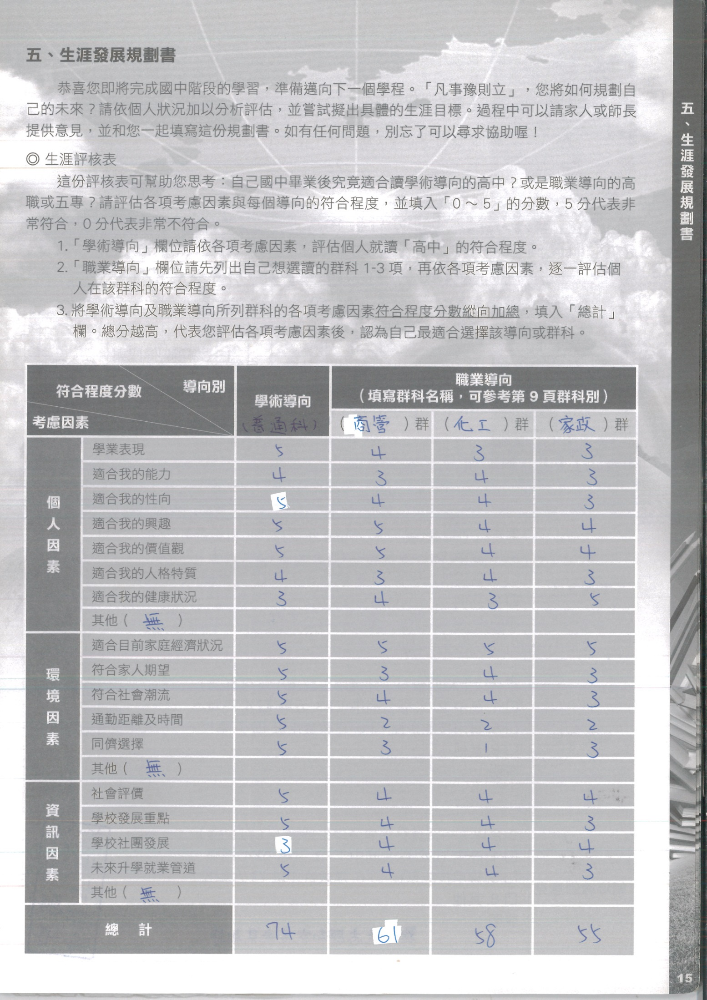 五、生涯發展規劃書
恭喜您即將完成國中階段的學習，準備邁向下一個學程。「凡事豫則立」，您將如何規劃自
己的未來？請依個人狀況加以分析評估，並嘗試擬出具體的生涯目標。過程中可以請家人或師長
提供意見，並和您一起填寫這份規劃書。如有任何問題，別忘了可以尋求協助喔！
◎ 生涯評核表
這份評核表可幫助您思考：自己國中畢業後究竟適合讀學術導向的高中？或是職業導向的高
職或五專？請評估各項考慮因素與每個導向的符合程度，並填入「0～5」的分數，5 分代表非
常符合，0 分代表非常不符合。
1.「學術導向」欄位請依各項考慮因素，評估個人就讀「高中」的符合程度。
2.「職業導向」欄位請先列出自己想選讀的群科 1-3 項，再依各項考慮因素，逐一評估個
人在該群科的符合程度。
3. 將學術導向及職業導向所列群科的各項考慮因素符合程度分數縱向加總，填入「總計」
欄。總分越高，代表您評估各項考慮因素後，認為自己最適合選擇該導向或群科。
符合程度分數 導向別
考慮因素
學術導向
（普通科）
職業導向
（填寫群科名稱，可參考第 9 頁群科別）
（商管）群 （化工）群 （家政）群
個人因素
學業表現 5 4 3 3
適合我的能力 4 3 4 3
適合我的性向 5 4 4 3
適合我的興趣 5 5 4 4
適合我的價值觀 5 5 4 4
適合我的人格特質 4 3 4 3
適合我的健康狀況 3 4 3 5
其他（無）
環境因素
適合目前家庭經濟狀況 5 5 5 5
符合家人期望 5 3 4 3
符合社會潮流 5 4 4 3
通勤距離及時間 5 2 2 2
同儕選擇 5 3 1 3
其他（無）
資訊因素
社會評價 5 4 4 4
學校發展重點 5 4 4 3
學校社團發展 3 4 4 4
未來升學就業管道 5 4 4 3
其他（無）
總計 74 61 58 55
五、生涯發展規劃書
15